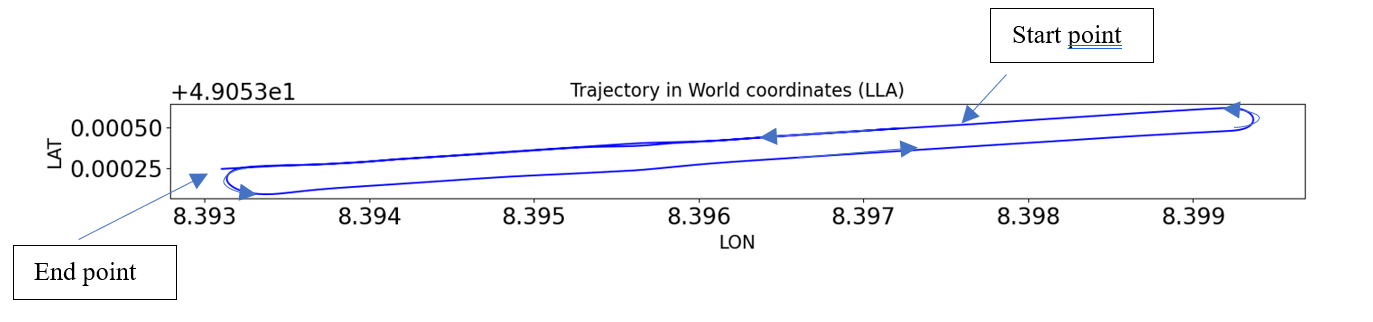 Start point
+4.9053e1
Trajectory in World coordinates (LLA)
0.00050
LAT
0.00025
8.393 8.394 8.395 8.396 8.397 8.398 8.399
LON
End point